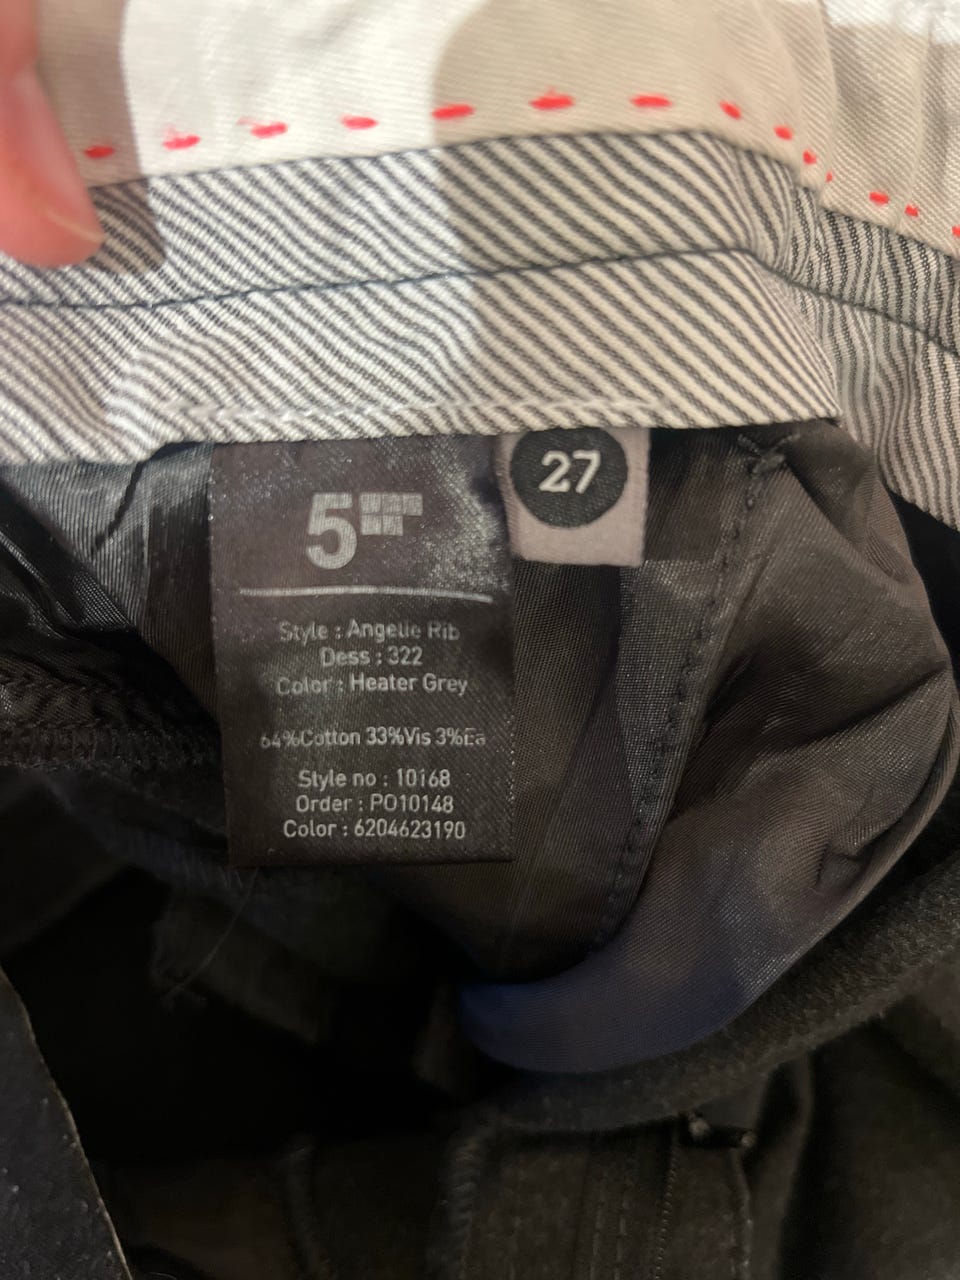 5
27
Style : Angelie Rib
Dess : 322
Color : Heater Grey
64%Cotton 33%Vis 3%Ea
Style no : 10168
Order : PO10148
Color : 6204623190